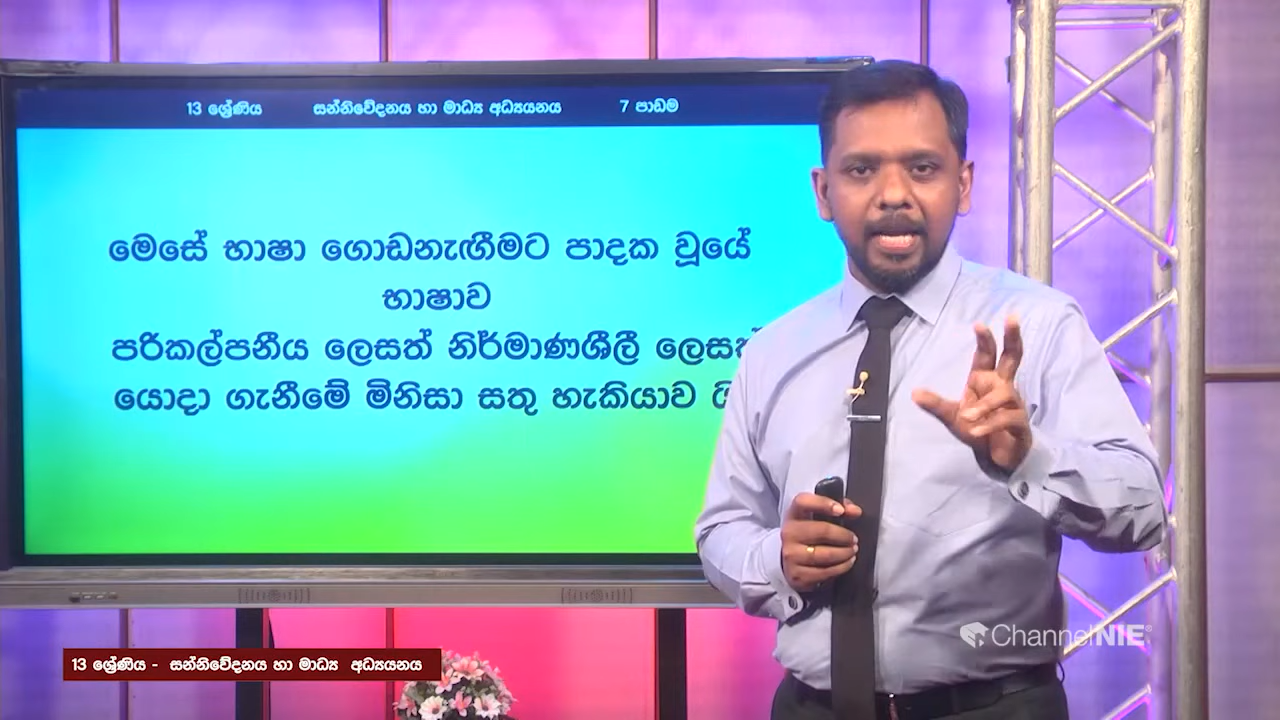 13 ශ්‍රේණිය සන්නිවේදනය හා මාධ්‍ය අධ්‍යයනය 7 පාඩම
මෙසේ භාෂා ගොඩනැඟීමට පාදක වූයේ
භාෂාව
පරිකල්පනීය ලෙසත් නිර්මාණශීලී ලෙසත්
යොදා ගැනීමේ මිනිසා සතු හැකියාව
ChannelNIE
13 ශ්‍රේණිය - සන්නිවේදනය හා මාධ්‍ය අධ්‍යයනය